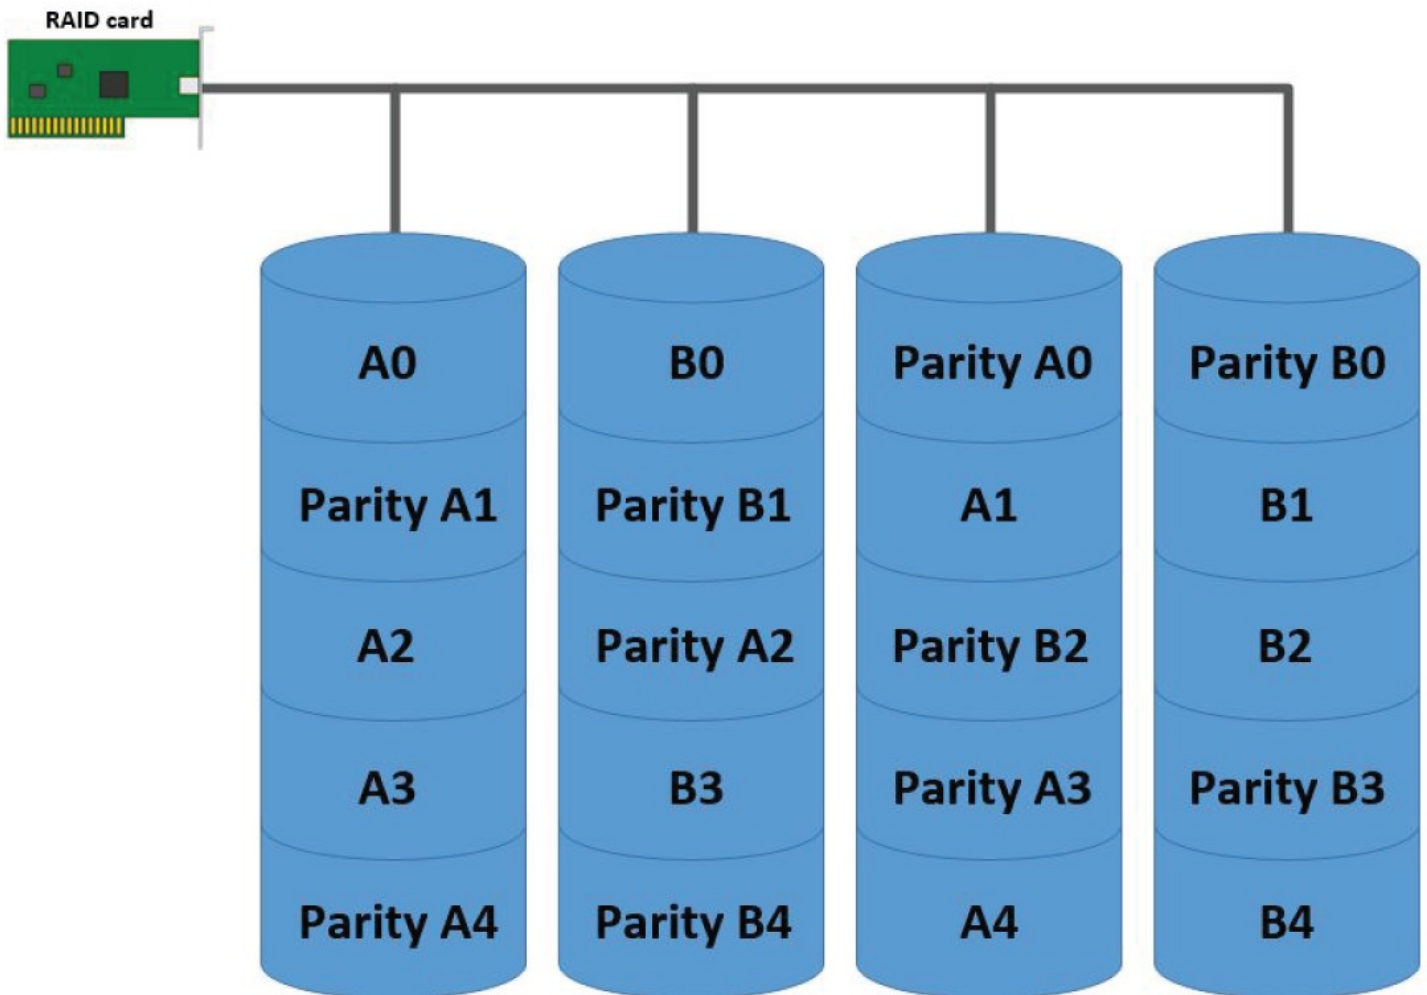 RAID card
A0
B0
Parity A0
Parity B0
Parity A1
Parity B1
A1
B1
A2
Parity A2
Parity B2
B2
A3
B3
Parity A3
Parity B3
Parity A4
Parity B4
A4
B4